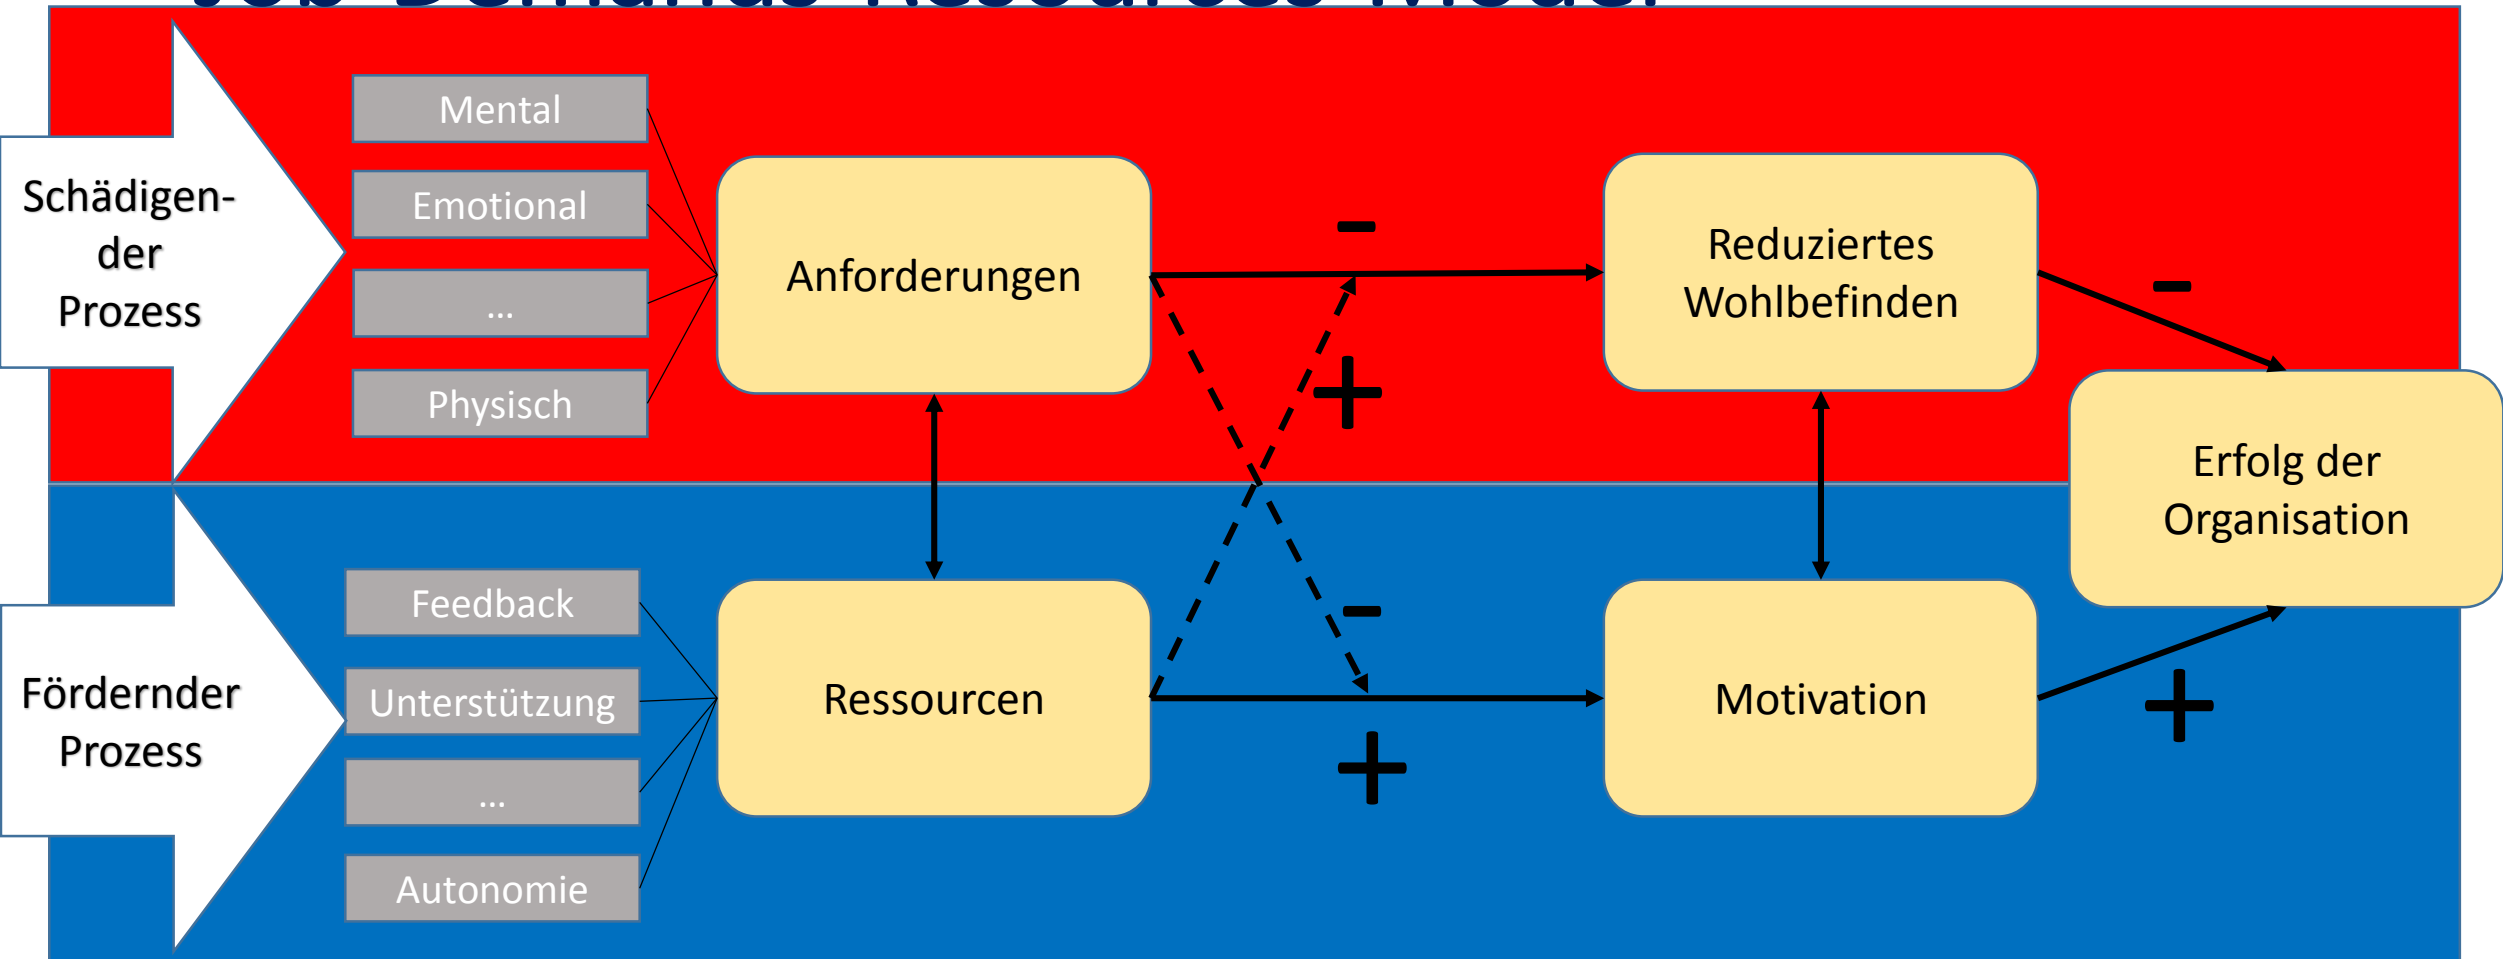 Schädigen-
der
Prozess
Mental
Emotional
...
Physisch
Anforderungen
-
+
Reduziertes
Wohlbefinden
-
Erfolg der
Organisation
Fördernder
Prozess
Feedback
Unterstützung
...
Autonomie
Ressourcen
-
+
Motivation
+